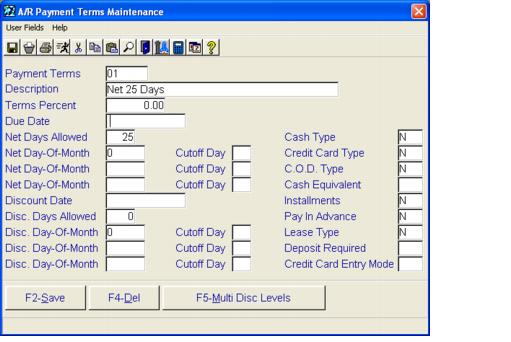 A/R Payment Terms Maintenance
User Fields Help
Payment Terms 01
Description Net 25 Days
Terms Percent 0.00
Due Date
Net Days Allowed 25 Cash Type N
Net Day-Of-Month 0 Cutoff Day Credit Card Type N
Net Day-Of-Month Cutoff Day C.O.D. Type N
Net Day-Of-Month Cutoff Day Cash Equivalent
Discount Date Installments N
Disc. Days Allowed 0 Pay In Advance N
Disc. Day-Of-Month 0 Cutoff Day Lease Type N
Disc. Day-Of-Month Cutoff Day Deposit Required
Disc. Day-Of-Month Cutoff Day Credit Card Entry Mode
F2-Save F4-Del F5-Multi Disc Levels